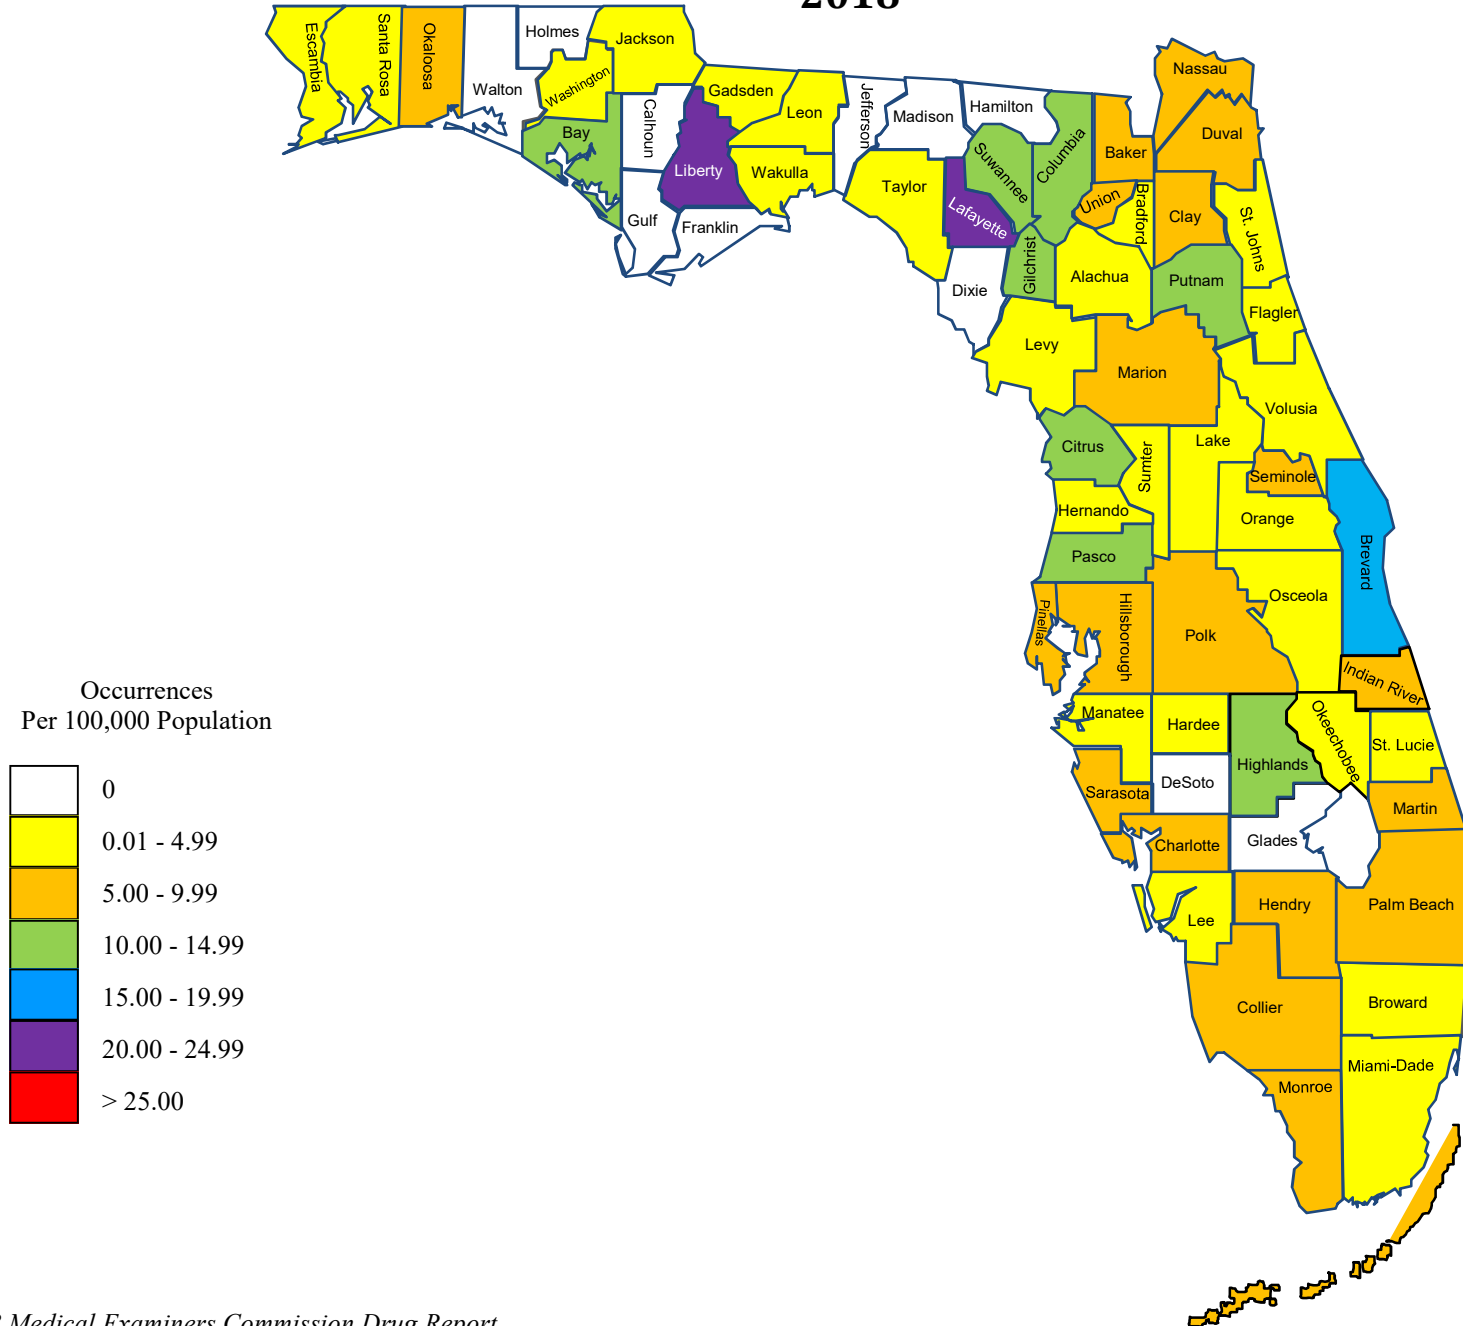 2018
Holmes
Jackson
Escambia
Santa Rosa
Okaloosa
Walton
Washington
Gadsden
Leon
Jefferson
Madison
Hamilton
Nassau
Duval
Bay
Calhoun
Liberty
Wakulla
Taylor
Suwannee
Columbia
Baker
Union
Bradford
Clay
St. Johns
Gulf
Franklin
Lafayette
Dixie
Gilchrist
Alachua
Putnam
Flagler
Levy
Marion
Volusia
Citrus
Sumter
Lake
Seminole
Hernando
Orange
Pasco
Brevard
Osceola
Pinellas
Hillsborough
Polk
Indian River
Manatee
Hardee
Highlands
Okeechobee
St. Lucie
DeSoto
Sarasota
Martin
Charlotte
Glades
Lee
Hendry
Palm Beach
Collier
Broward
Miami-Dade
Monroe
Occurrences
Per 100,000 Population
0
0.01 - 4.99
5.00 - 9.99
10.00 - 14.99
15.00 - 19.99
20.00 - 24.99
> 25.00
Medical Examiners Commission Drug Report